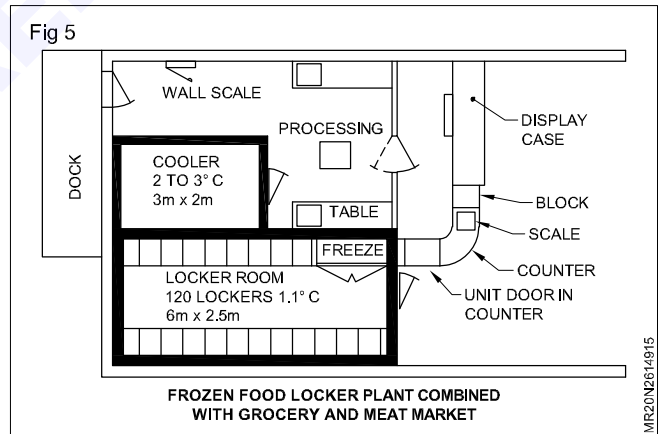 Fig 5
WALL SCALE
PROCESSING
DISPLAY
CASE
DOCK
COOLER
2 TO 3° C
3m x 2m
TABLE
BLOCK
SCALE
FREEZE
COUNTER
LOCKER ROOM
120 LOCKERS 1.1° C
6m x 2.5m
UNIT DOOR IN
COUNTER
FROZEN FOOD LOCKER PLANT COMBINED
WITH GROCERY AND MEAT MARKET
MR20N2614915